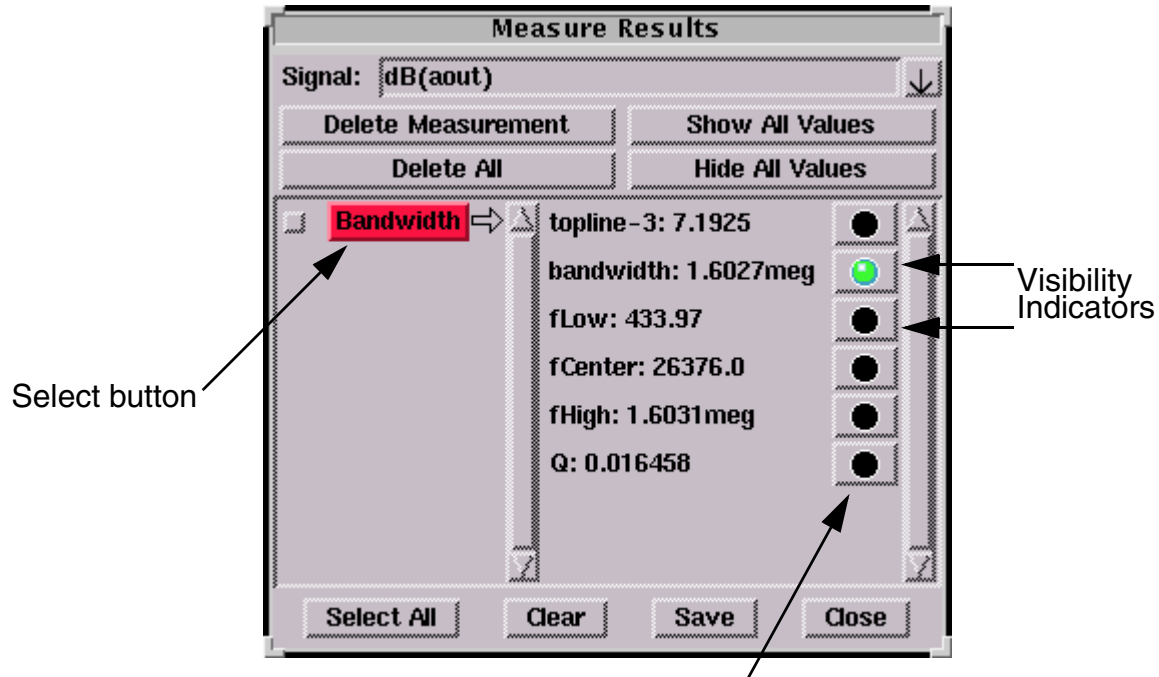 Measure Results
Signal: dB(aout)
Delete Measurement Show All Values
Delete All Hide All Values
Bandwidth
topline-3: 7.1925
bandwidth: 1.6027meg
fLow: 433.97
fCenter: 26376.0
fHigh: 1.6031meg
Q: 0.016458
Visibility
Indicators
Select button
Select All Clear Save Close